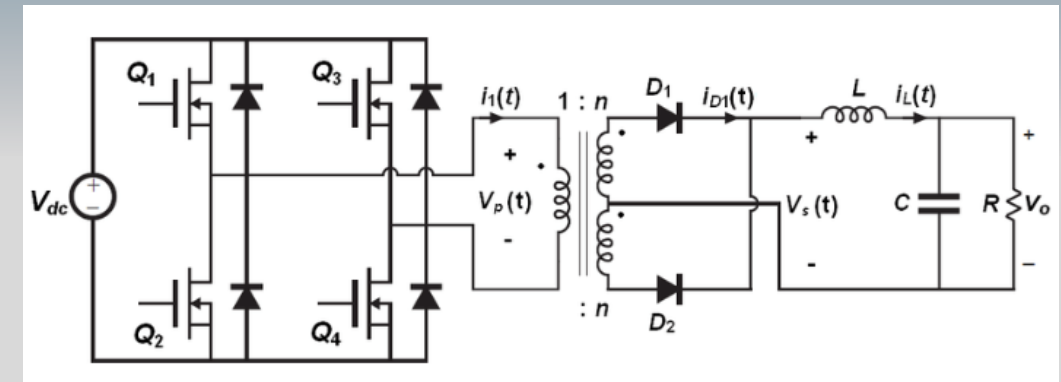 Q1
Q3
i1(t)
1 : n
D1
iD1(t)
L
iL(t)
+
+
+
Vdc
+
−
Vp(t)
Vs (t)
C
R
Vo
-
-
−
Q2
Q4
: n
D2